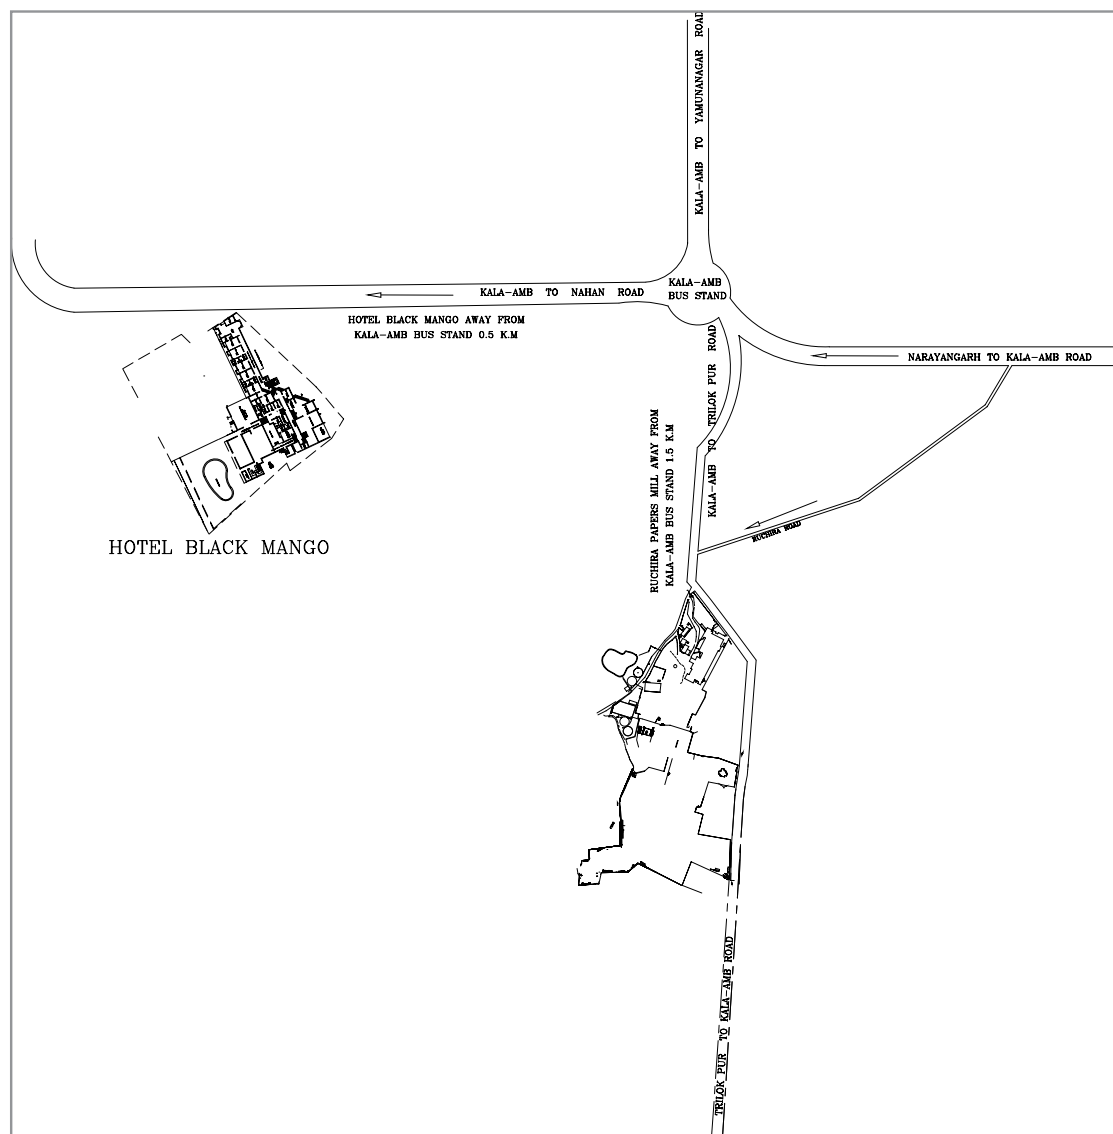 KALA-AMB TO YAMUNANAGAR ROAD
KALA-AMB
BUS STAND
KALA-AMB TO NAHAN ROAD
HOTEL BLACK MANGO AWAY FROM
KALA-AMB BUS STAND 0.5 K.M
NARAYANGARH TO KALA-AMB ROAD
KALA-AMB TO TRILOK PUR ROAD
RUCHIRA PAPERS MILL AWAY FROM
KALA-AMB BUS STAND 1.5 K.M
RUCHIRA ROAD
HOTEL BLACK MANGO
TRILOK PUR TO KALA-AMB ROAD